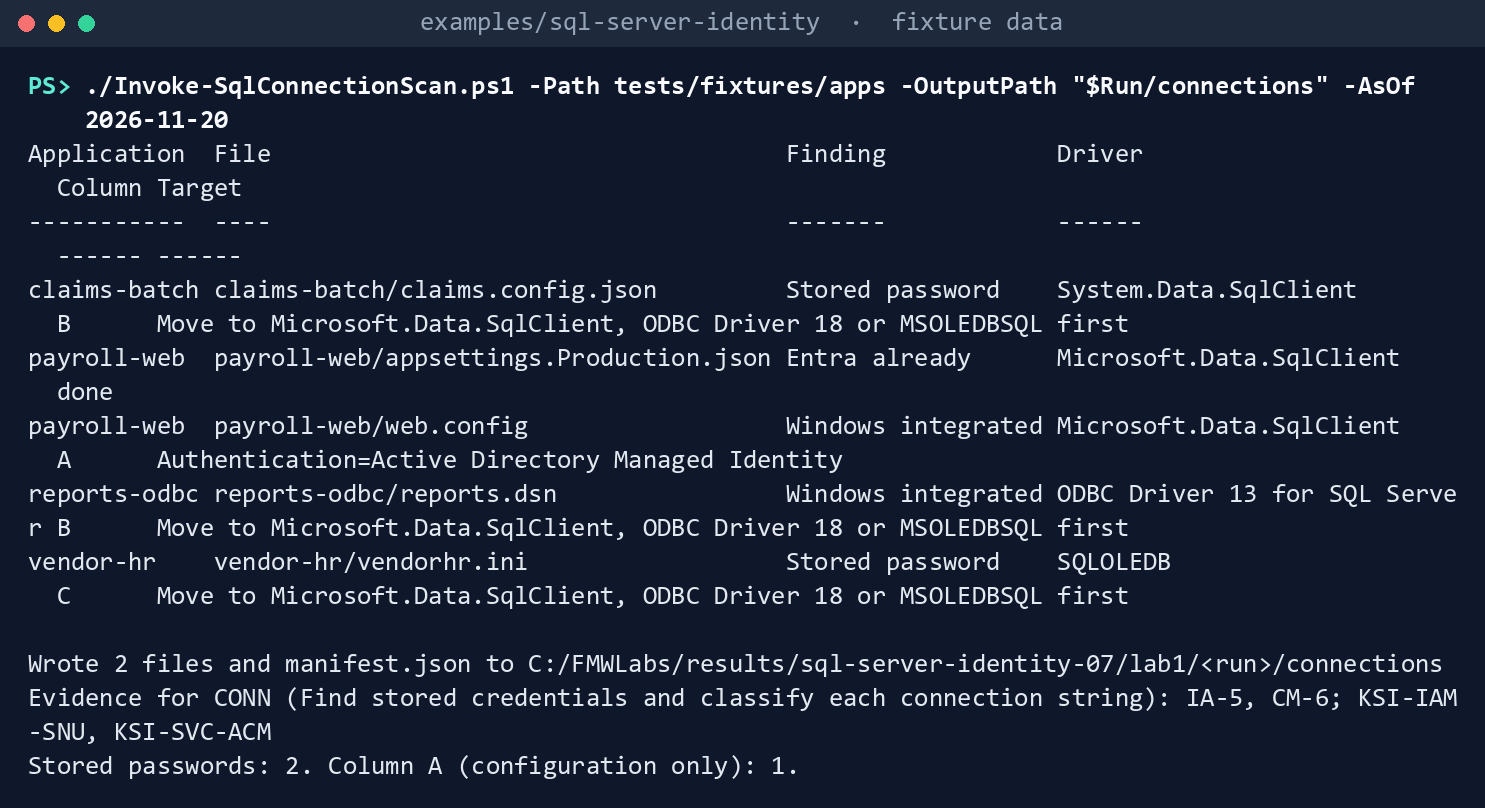 examples/sql-server-identity · fixture data
PS> ./Invoke-SqlConnectionScan.ps1 -Path tests/fixtures/apps -OutputPath "$Run/connections" -AsOf
2026-11-20
Application File Finding Driver
Column Target
----------- ---- ------- ------
------ ------
claims-batch claims-batch/claims.config.json Stored password System.Data.SqlClient
B Move to Microsoft.Data.SqlClient, ODBC Driver 18 or MSOLEDBSQL first
payroll-web payroll-web/appsettings.Production.json Entra already Microsoft.Data.SqlClient
done
payroll-web payroll-web/web.config Windows integrated Microsoft.Data.SqlClient
A Authentication=Active Directory Managed Identity
reports-odbc reports-odbc/reports.dsn Windows integrated ODBC Driver 13 for SQL Serve
r B Move to Microsoft.Data.SqlClient, ODBC Driver 18 or MSOLEDBSQL first
vendor-hr vendor-hr/vendorhr.ini Stored password SQLOLEDB
C Move to Microsoft.Data.SqlClient, ODBC Driver 18 or MSOLEDBSQL first
Wrote 2 files and manifest.json to C:/FMWLabs/results/sql-server-identity-07/lab1/<run>/connections
Evidence for CONN (Find stored credentials and classify each connection string): IA-5, CM-6; KSI-IAM
-SNU, KSI-SVC-ACM
Stored passwords: 2. Column A (configuration only): 1.